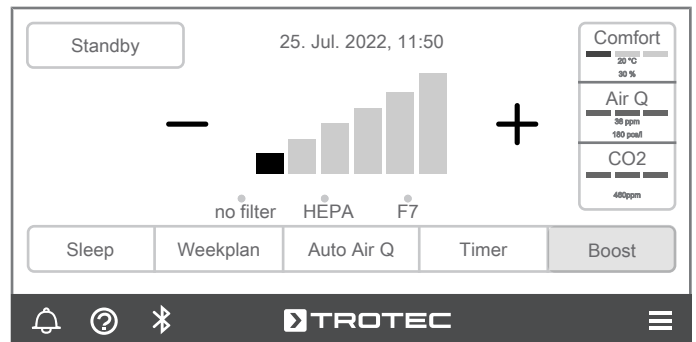 Standby
25. Jul. 2022, 11:50
Comfort
20 °C
30 %
Air Q
36 ppm
180 pcs/l
CO2
460ppm
no filter HEPA F7
Sleep Weekplan Auto Air Q Timer Boost
TROTEC